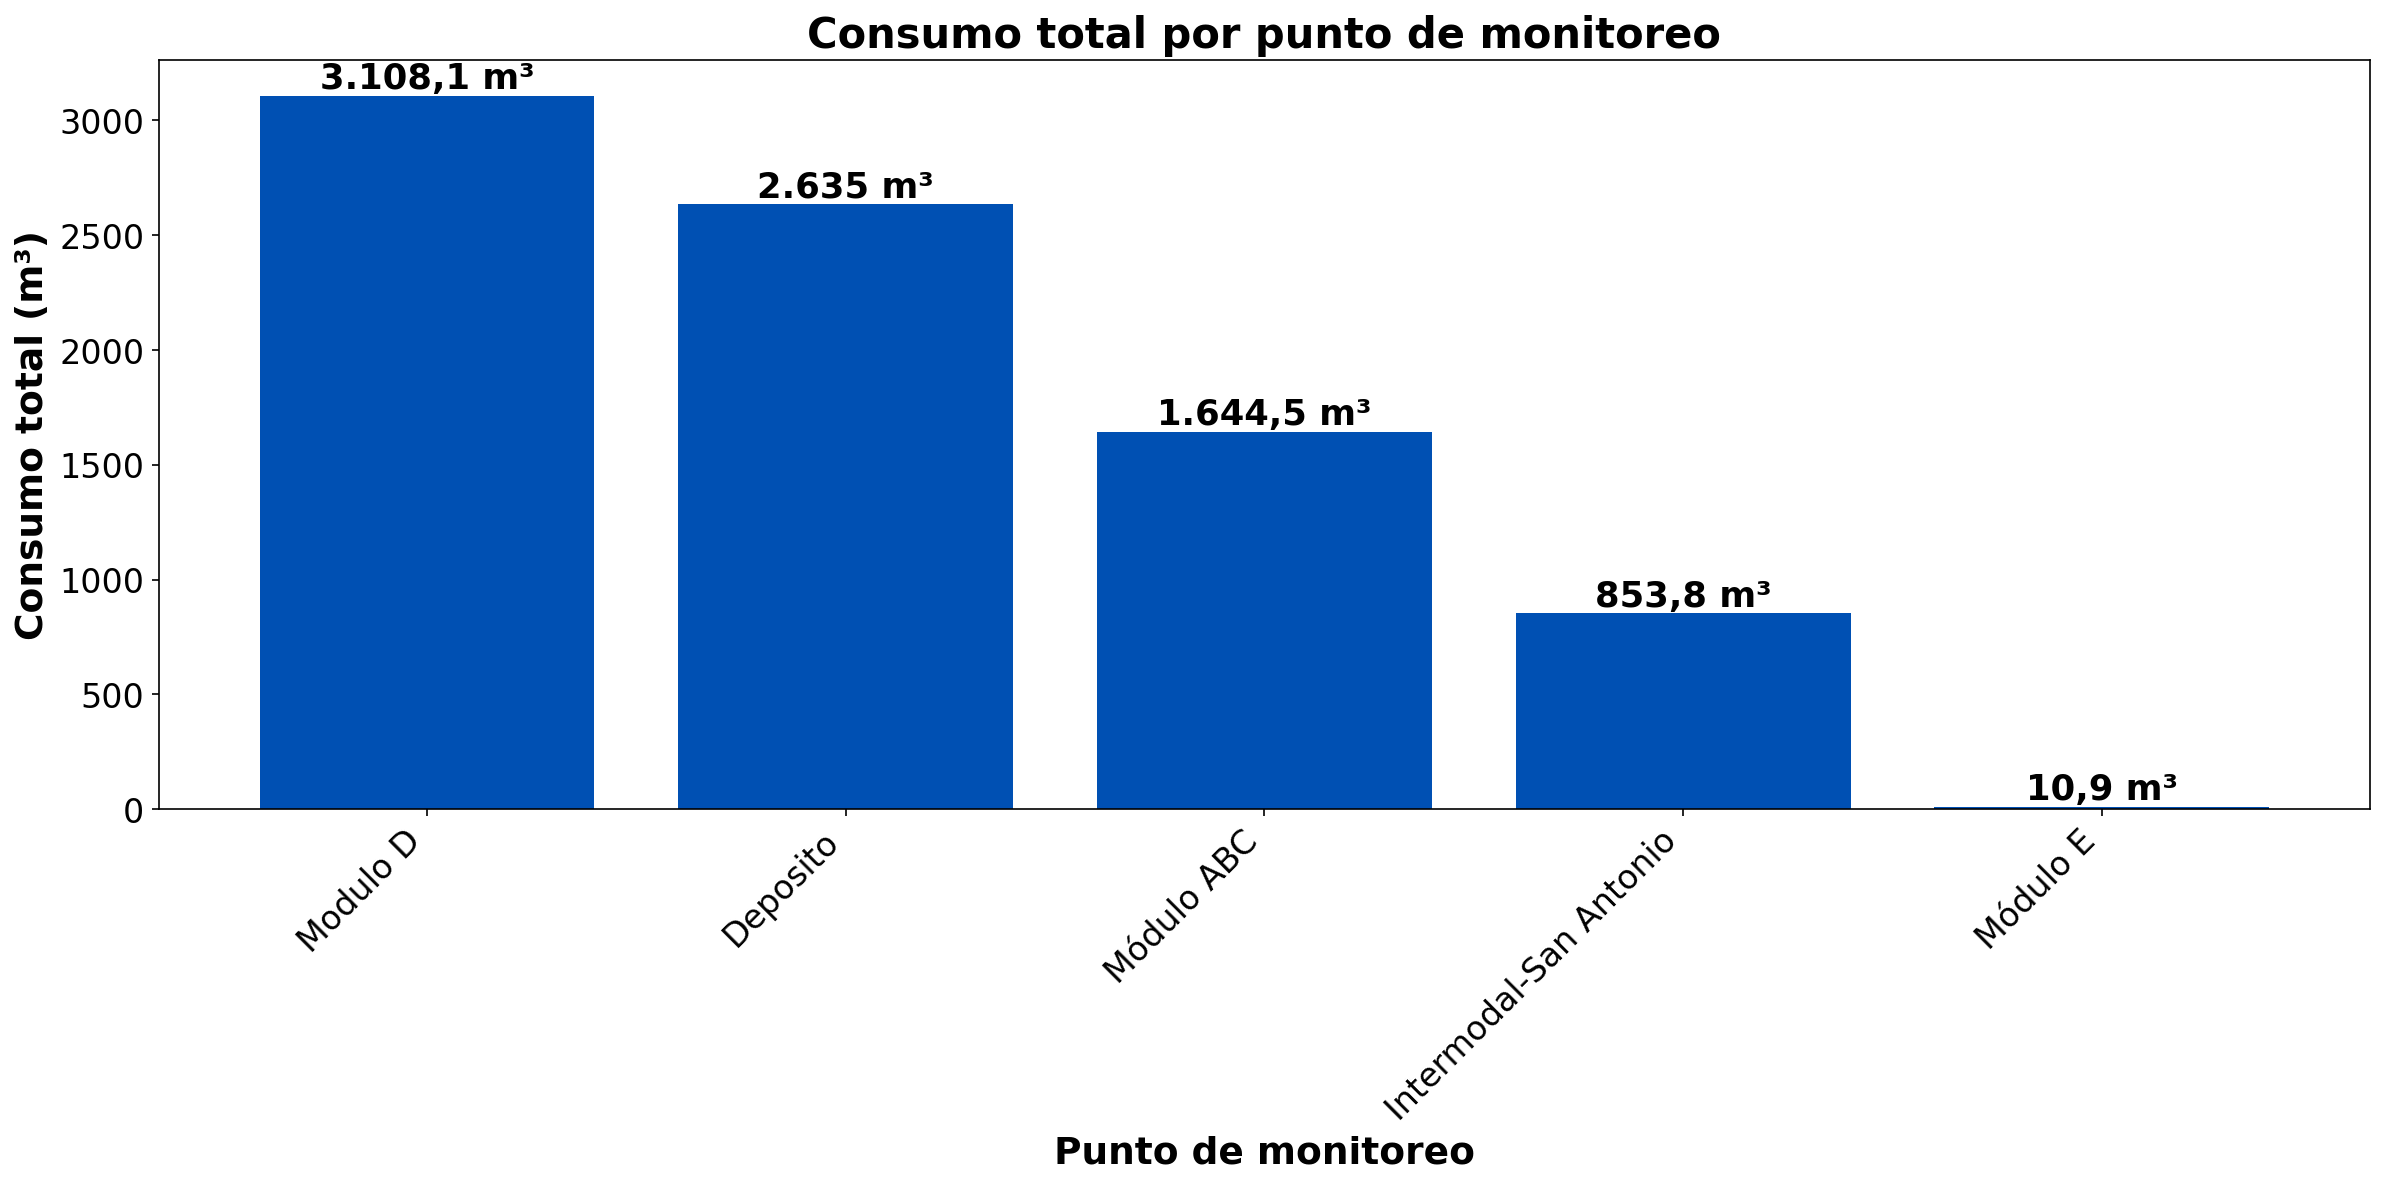 Consumo total por punto de monitoreo
Consumo total (m³)
3000
2500
2000
1500
1000
500
0
3.108,1 m³
2.635 m³
1.644,5 m³
853,8 m³
10,9 m³
Modulo D
Deposito
Módulo ABC
Intermodal-San Antonio
Módulo E
Punto de monitoreo